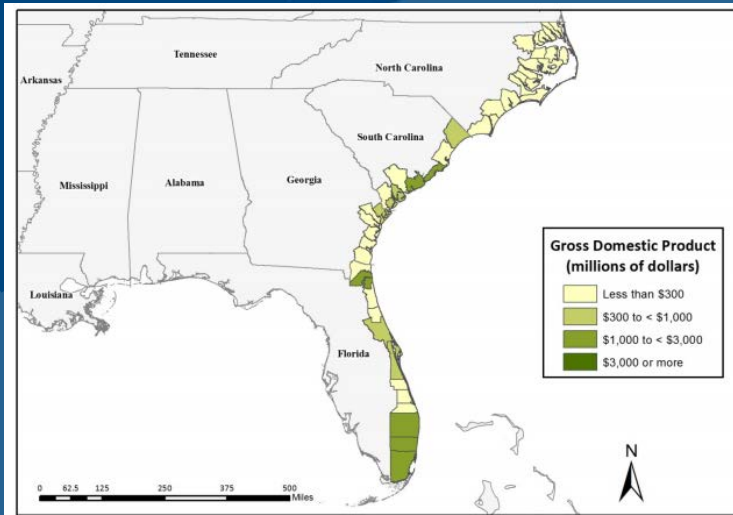 Tennessee
North Carolina
Arkansas
South Carolina
Mississippi
Alabama
Georgia
Louisiana
Florida
Gross Domestic Product
(millions of dollars)
Less than $300
$300 to < $1,000
$1,000 to < $3,000
$3,000 or more
N
0 62.5 125 250 375 500
Miles